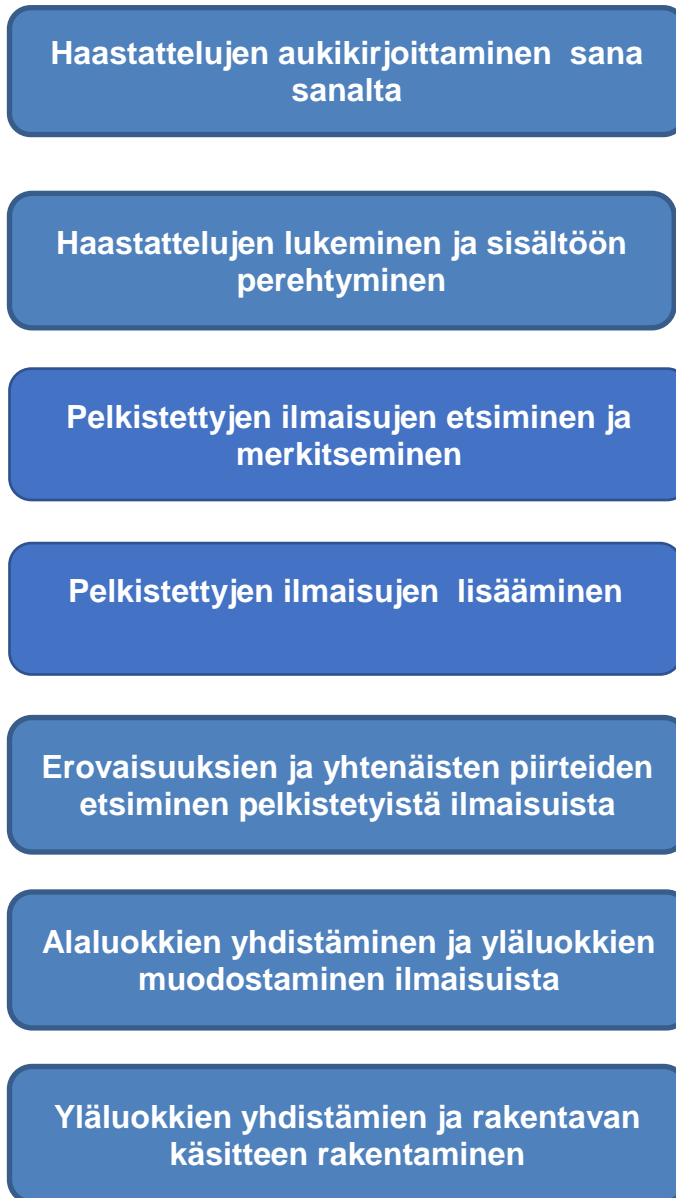 Haastattelujen aukikirjoittaminen  sana
sanalta
Haastattelujen lukeminen ja sisältöön
perehtyminen
Pelkistettyjen ilmaisujen etsiminen ja
merkitseminen
Pelkistettyjen ilmaisujen  lisääminen
Erovaisuuksien ja yhtenäisten piirteiden
etsiminen pelkistetyistä ilmaisuista
Alaluokkien yhdistäminen ja yläluokkien
muodostaminen ilmaisuista
Yläluokkien yhdistämien ja rakentavan
käsitteen rakentaminen